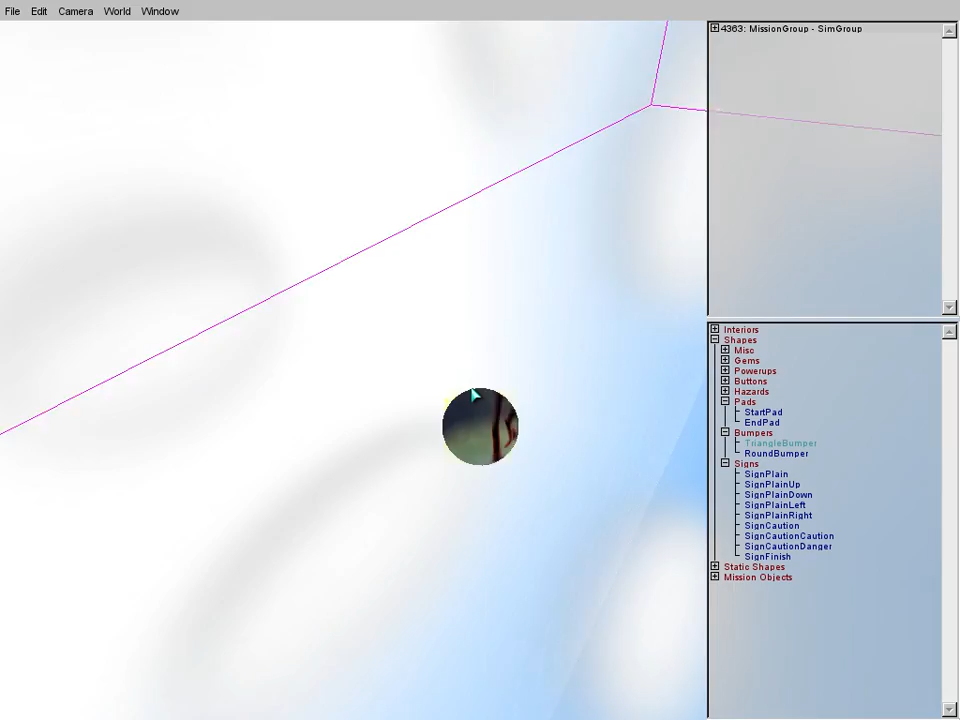 File Edit Camera World Window
4363: MissionGroup - SimGroup
Interiors
Shapes
Misc
Gems
Powerups
Buttons
Hazards
Pads
StartPad
EndPad
Bumpers
TriangleBumper
RoundBumper
Signs
SignPlain
SignPlainUp
SignPlainDown
SignPlainLeft
SignPlainRight
SignCaution
SignCautionCaution
SignCautionDanger
SignFinish
Static Shapes
Mission Objects